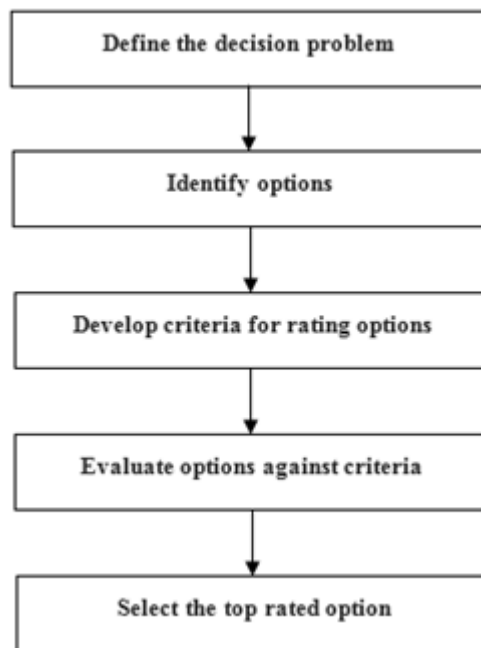 Define the decision problem
Identify options
Develop criteria for rating options
Evaluate options against criteria
Select the top rated option